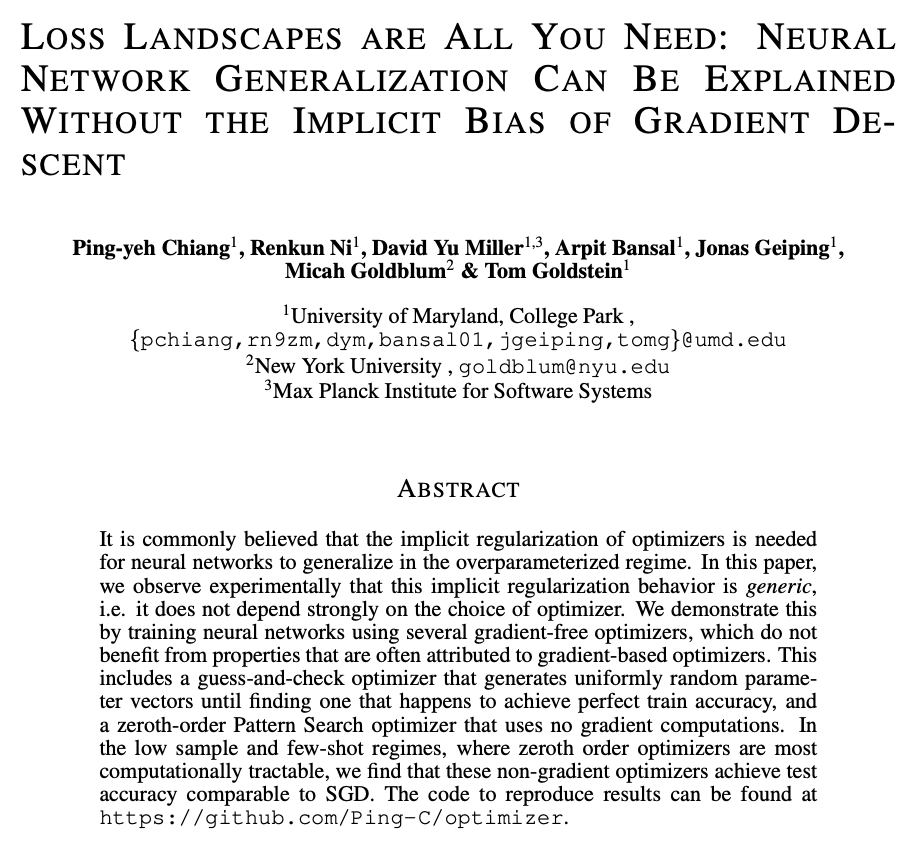 LOSS LANDSCAPES ARE ALL YOU NEED: NEURAL
NETWORK GENERALIZATION CAN BE EXPLAINED
WITHOUT THE IMPLICIT BIAS OF GRADIENT DE-
SCENT
Ping-yeh Chiang¹, Renkun Ni¹, David Yu Miller¹,³, Arpit Bansal¹, Jonas Geiping¹,
Micah Goldblum² & Tom Goldstein¹
¹University of Maryland, College Park ,
{pchiang,rn9zm,dym,bansal01,jgeiping,tomg}@umd.edu
²New York University , goldblum@nyu.edu
³Max Planck Institute for Software Systems
ABSTRACT
It is commonly believed that the implicit regularization of optimizers is needed
for neural networks to generalize in the overparameterized regime. In this paper,
we observe experimentally that this implicit regularization behavior is generic,
i.e. it does not depend strongly on the choice of optimizer. We demonstrate this
by training neural networks using several gradient-free optimizers, which do not
benefit from properties that are often attributed to gradient-based optimizers. This
includes a guess-and-check optimizer that generates uniformly random parame-
ter vectors until finding one that happens to achieve perfect train accuracy, and
a zeroth-order Pattern Search optimizer that uses no gradient computations. In
the low sample and few-shot regimes, where zeroth order optimizers are most
computationally tractable, we find that these non-gradient optimizers achieve test
accuracy comparable to SGD. The code to reproduce results can be found at
https://github.com/Ping-C/optimizer.